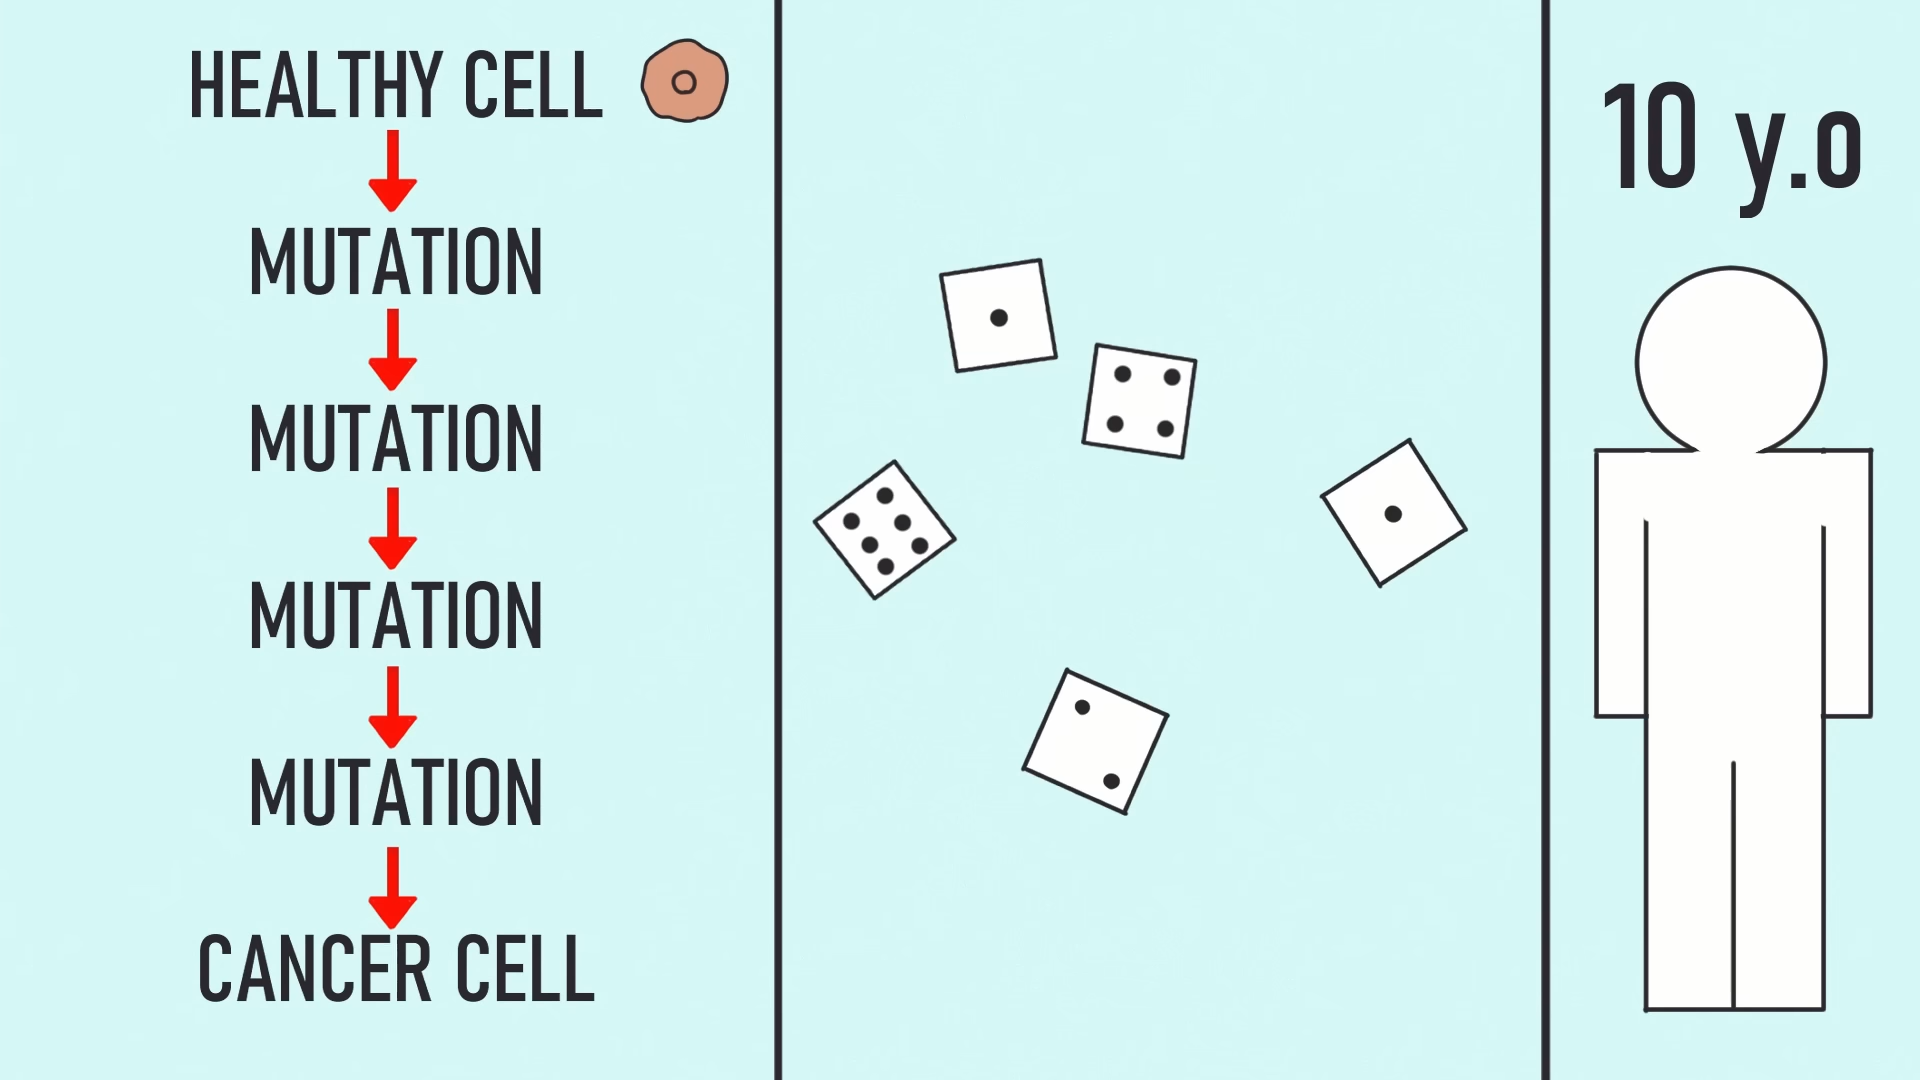 HEALTHY CELL
MUTATION
MUTATION
MUTATION
MUTATION
CANCER CELL
10 y.o